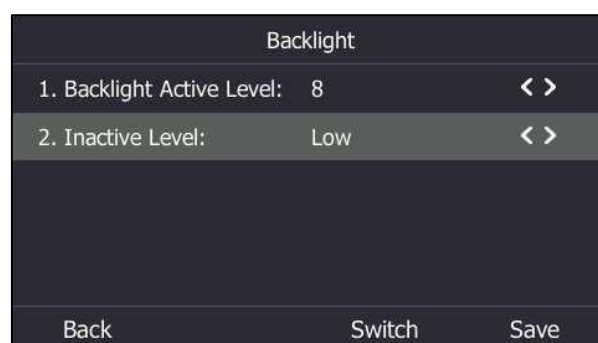 Backlight
1. Backlight Active Level: 8 < >
2. Inactive Level: Low < >
Back Switch Save